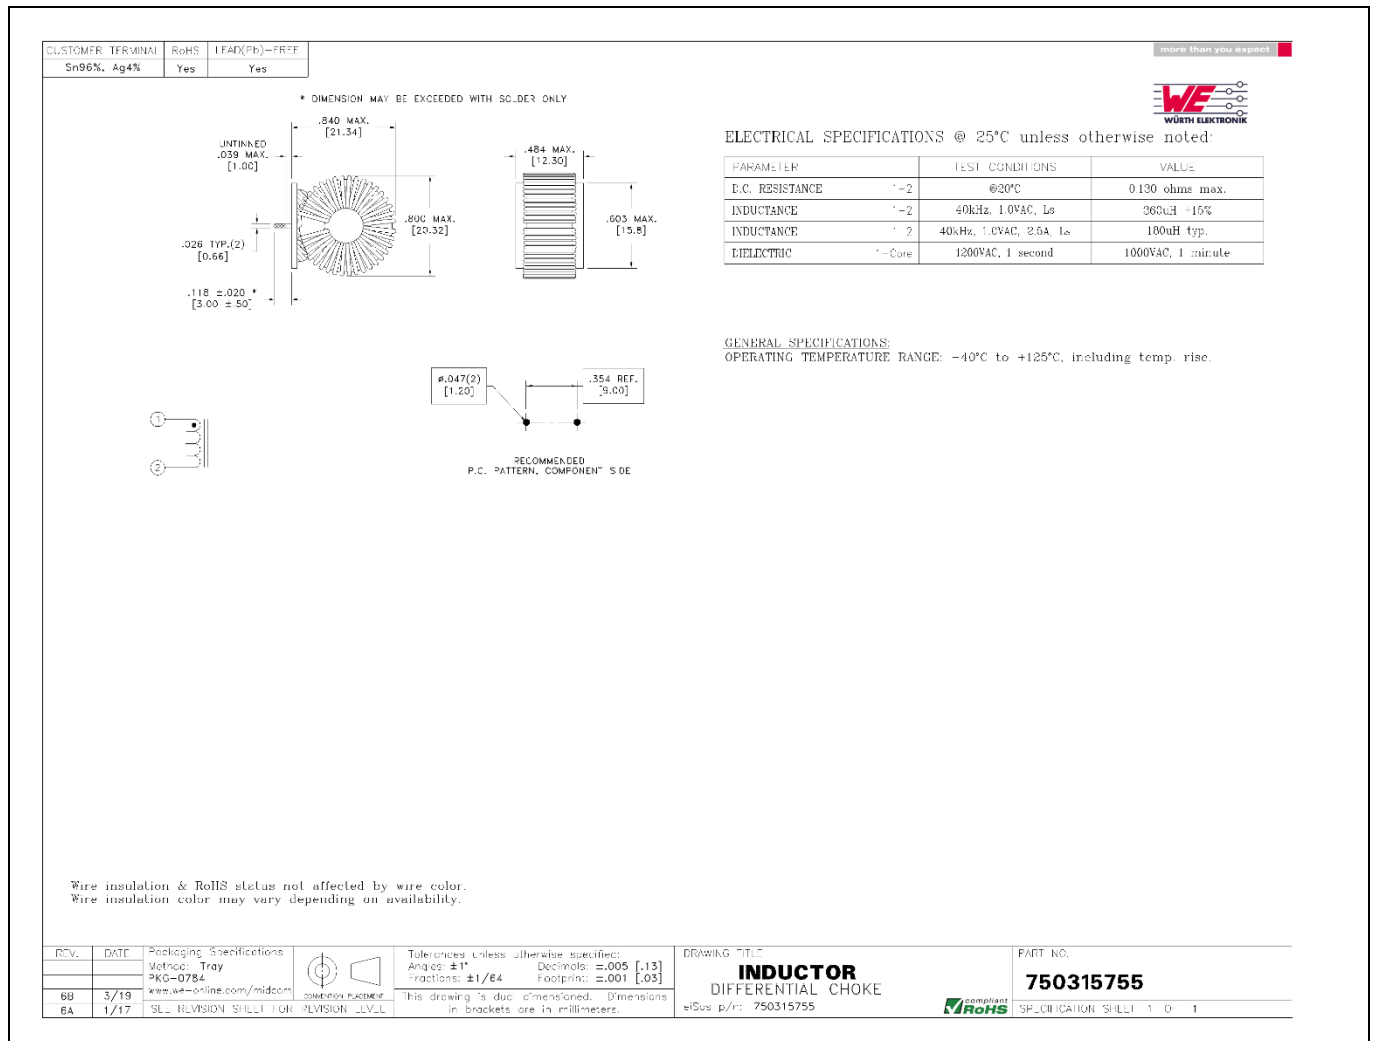 CUSTOMER TERMINAL RoHS LEAD(Pb)-FREE
Sn96%, Ag4% Yes Yes
more than you expect
WE
WÜRTH ELEKTRONIK
* DIMENSION MAY BE EXCEEDED WITH SOLDER ONLY
.840 MAX.
[21.34]
UNTINNED
.039 MAX.
[1.00]
.800 MAX.
[20.32]
.026 TYP.(2)
[0.66]
.118 ±.020 *
[3.00 ±.50]
.484 MAX.
[12.30]
.603 MAX.
[15.8]
ELECTRICAL SPECIFICATIONS @ 25°C unless otherwise noted:
PARAMETER TEST CONDITIONS VALUE
D.C. RESISTANCE 1-2 @20°C 0.130 ohms max.
INDUCTANCE 1-2 40kHz, 1.0VAC, Ls 360uH ±15%
INDUCTANCE 1-2 40kHz, 1.0VAC, 2.5A, Ls 180uH typ.
DIELECTRIC 1-Core 1200VAC, 1 second 1000VAC, 1 minute
GENERAL SPECIFICATIONS:
OPERATING TEMPERATURE RANGE: -40°C to +125°C, including temp. rise.
ø.047(2)
[1.20]
.354 REF.
[9.00]
RECOMMENDED
P.C. PATTERN, COMPONENT SIDE
1
2
Wire insulation & RoHS status not affected by wire color.
Wire insulation color may vary depending on availability.
REV. DATE
6B 3/19
6A 1/17
Packaging Specifications
Method: Tray
PKG-0784
www.we-online.com/midcom
CONVENTION PLACEMENT
SEE REVISION SHEET FOR REVISION LEVEL
Tolerances unless otherwise specified:
Angles: ±1° Decimals: ±.005 [.13]
Fractions: ±1/64 Footprint: ±.001 [.03]
This drawing is dual dimensioned. Dimensions
in brackets are in millimeters.
DRAWING TITLE
INDUCTOR
DIFFERENTIAL CHOKE
eiSos p/n: 750315755
compliant
RoHS
PART NO.
750315755
SPECIFICATION SHEET 1 OF 1